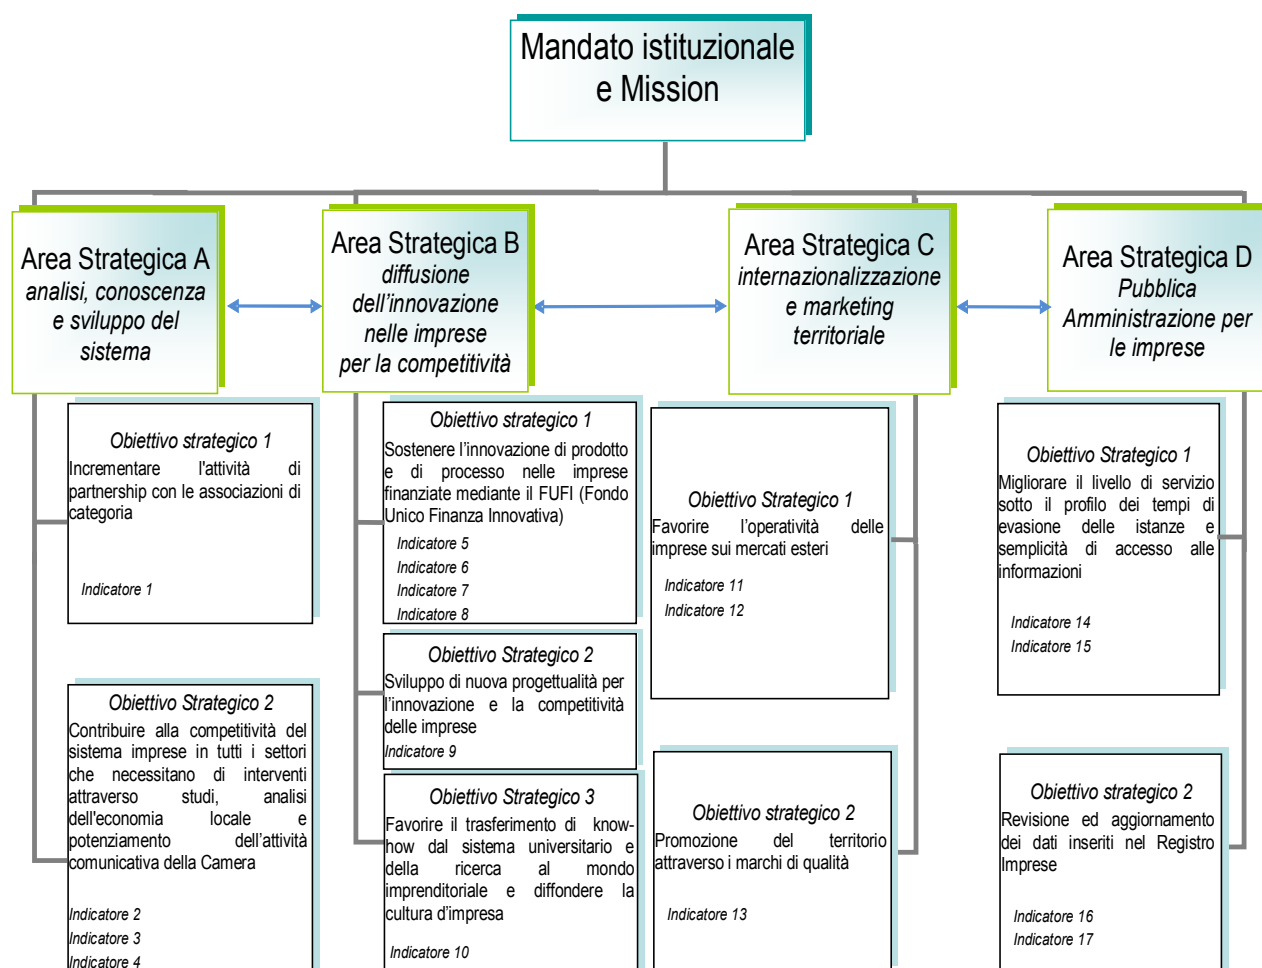 Mandato istituzionale
e Mission
Area Strategica A
analisi, conoscenza
e sviluppo del
sistema
Area Strategica B
diffusione
dell'innovazione
nelle imprese
per la competitività
Area Strategica C
internazionalizzazione
e marketing
territoriale
Area Strategica D
Pubblica
Amministrazione per
le imprese
Obiettivo strategico 1
Incrementare l'attività di
partnership con le associazioni di
categoria
Indicatore 1
Obiettivo Strategico 2
Contribuire alla competitività del
sistema imprese in tutti i settori
che necessitano di interventi
attraverso studi, analisi
dell'economia locale e
potenziamento dell'attività
comunicativa della Camera
Indicatore 2
Indicatore 3
Indicatore 4
Obiettivo strategico 1
Sostenere l'innovazione di prodotto
e di processo nelle imprese
finanziate mediante il FUFI (Fondo
Unico Finanza Innovativa)
Indicatore 5
Indicatore 6
Indicatore 7
Indicatore 8
Obiettivo Strategico 2
Sviluppo di nuova progettualità per
l'innovazione e la competitività
delle imprese
Indicatore 9
Obiettivo Strategico 3
Favorire il trasferimento di know-
how dal sistema universitario e
della ricerca al mondo
imprenditoriale e diffondere la
cultura d'impresa
Indicatore 10
Obiettivo Strategico 1
Favorire l'operatività delle
imprese sui mercati esteri
Indicatore 11
Indicatore 12
Obiettivo strategico 2
Promozione del territorio
attraverso i marchi di qualità
Indicatore 13
Obiettivo Strategico 1
Migliorare il livello di servizio
sotto il profilo dei tempi di
evasione delle istanze e
semplicità di accesso alle
informazioni
Indicatore 14
Indicatore 15
Obiettivo strategico 2
Revisione ed aggiornamento
dei dati inseriti nel Registro
Imprese
Indicatore 16
Indicatore 17